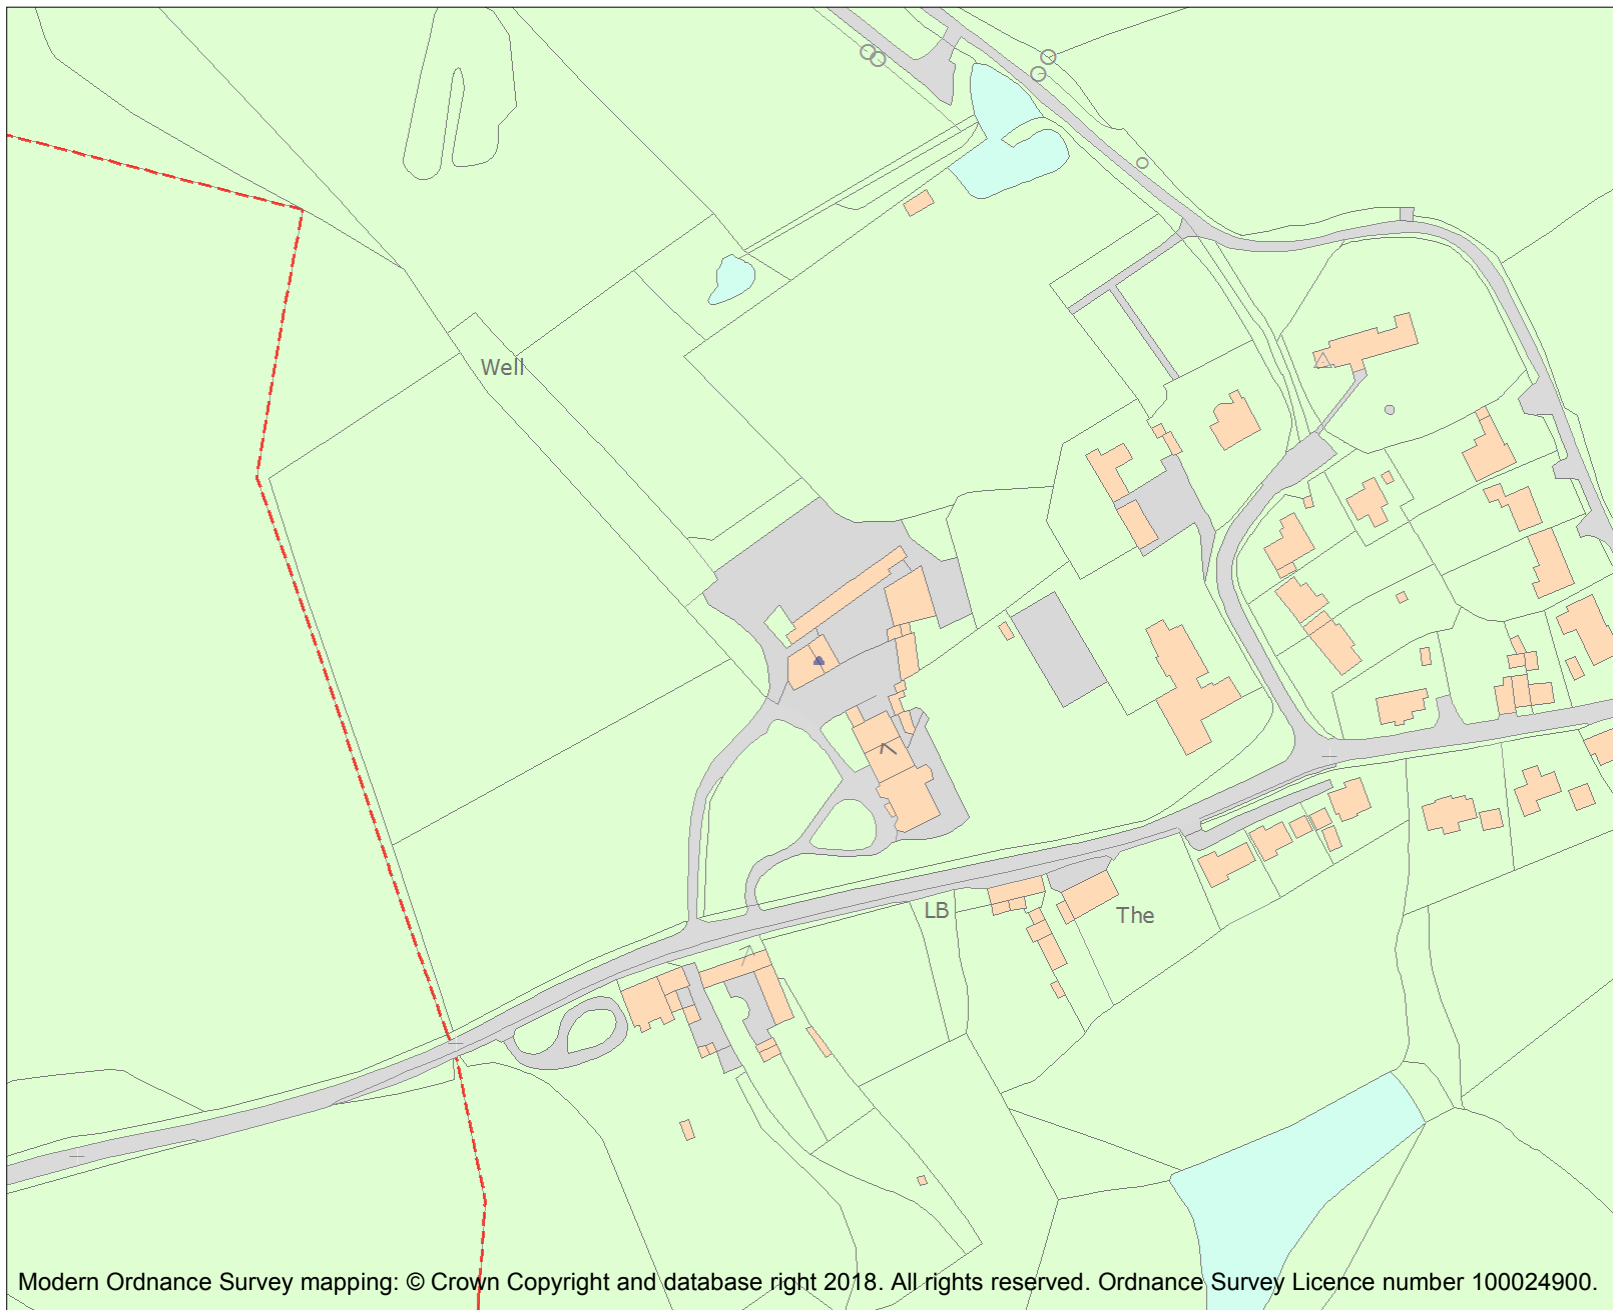 Well
LB
The
Modern Ordnance Survey mapping: © Crown Copyright and database right 2018. All rights reserved. Ordnance Survey Licence number 100024900.